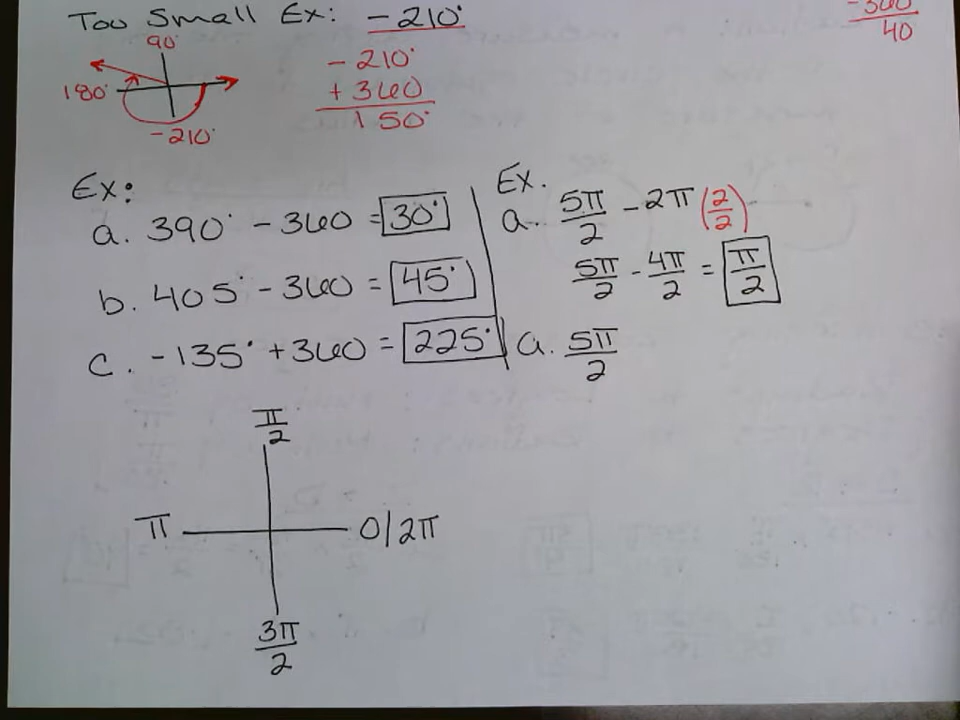 Too Small Ex: -210°
-210°
+360
150°
90°
180°
-210°
-360
40
Ex:
a. 390° - 360 = 30°
b. 405° - 360 = 45°
c. -135° + 360 = 225°
Ex.
a. 5π/2 - 2π (2/2)
5π/2 - 4π/2 = π/2
a. 5π/2
π/2
π
0/2π
3π/2